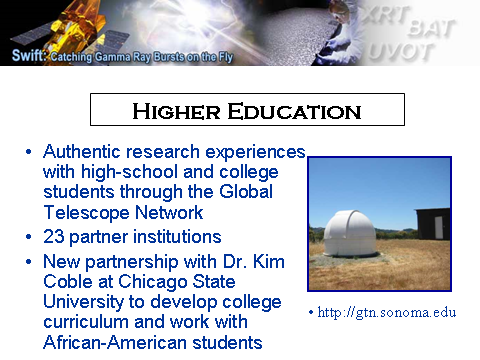 XRT
BAT
UVOT
Swift: Catching Gamma Ray Bursts on the Fly
HIGHER EDUCATION
• Authentic research experiences
with high-school and college
students through the Global
Telescope Network
• 23 partner institutions
• New partnership with Dr. Kim
Coble at Chicago State
University to develop college
curriculum and work with
African-American students
• http://gtn.sonoma.edu